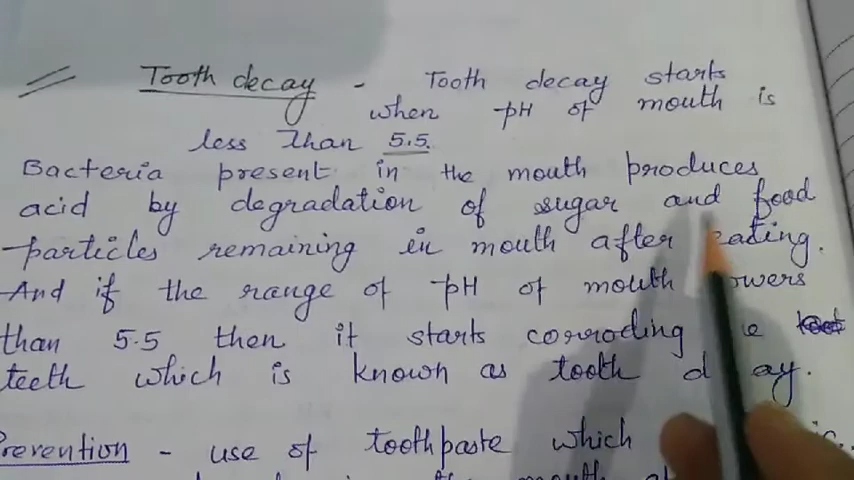 Tooth decay - Tooth decay starts
when pH of mouth is
less than 5.5.
Bacteria present in the mouth produces
acid by degradation of sugar and food
particles remaining in mouth after eating.
And if the range of pH of mouth owers
than 5.5 then it starts corroding e
teeth which is known as tooth d ay.
revention - use of toothpaste which